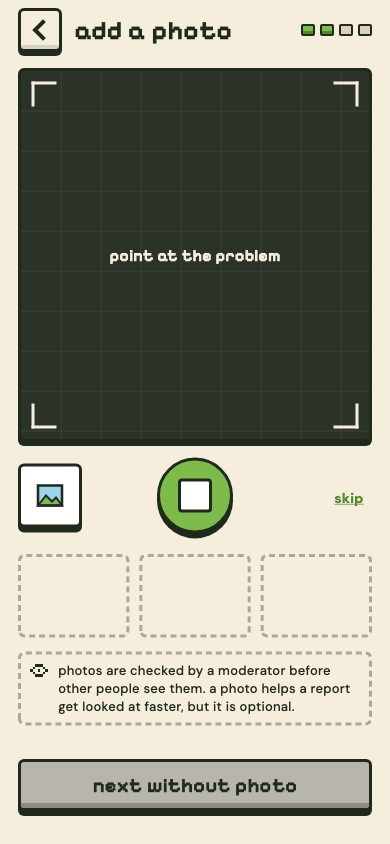 add a photo
point at the problem
skip
photos are checked by a moderator before
other people see them. a photo helps a report
get looked at faster, but it is optional.
next without photo